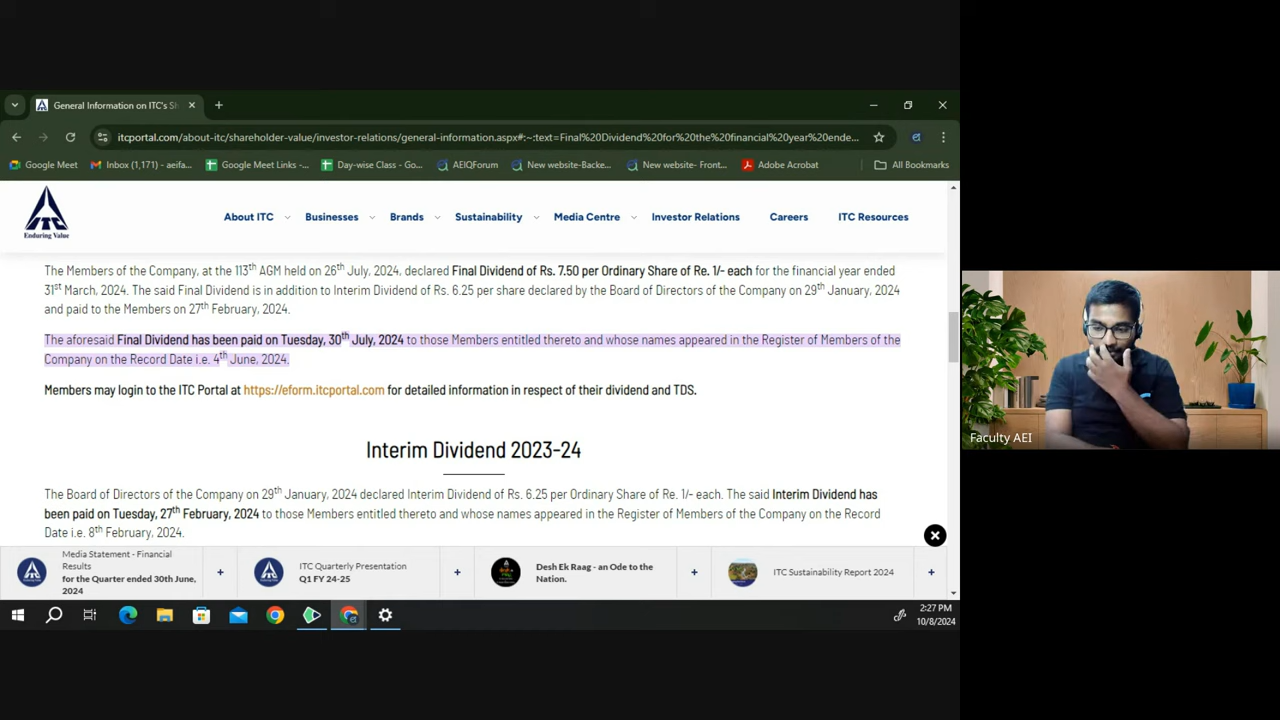 General Information on ITC's Sh
itcportal.com/about-itc/shareholder-value/investor-relations/general-information.aspx#:~:text=Final%20Dividend%20for%20the%20financial%20year%20ende...
Google Meet
Inbox (1,171) - aeifa...
Google Meet Links -...
Day-wise Class - Go...
AEIQForum
New website-Backe...
New website- Front...
Adobe Acrobat
All Bookmarks
ITC
Enduring Value
About ITC
Businesses
Brands
Sustainability
Media Centre
Investor Relations
Careers
ITC Resources
The Members of the Company, at the 113th AGM held on 26th July, 2024, declared Final Dividend of Rs. 7.50 per Ordinary Share of Re. 1/- each for the financial year ended
31st March, 2024. The said Final Dividend is in addition to Interim Dividend of Rs. 6.25 per share declared by the Board of Directors of the Company on 29th January, 2024
and paid to the Members on 27th February, 2024.
The aforesaid Final Dividend has been paid on Tuesday, 30th July, 2024 to those Members entitled thereto and whose names appeared in the Register of Members of the
Company on the Record Date i.e. 4th June, 2024.
Members may login to the ITC Portal at https://eform.itcportal.com for detailed information in respect of their dividend and TDS.
Interim Dividend 2023-24
The Board of Directors of the Company on 29th January, 2024 declared Interim Dividend of Rs. 6.25 per Ordinary Share of Re. 1/- each. The said Interim Dividend has
been paid on Tuesday, 27th February, 2024 to those Members entitled thereto and whose names appeared in the Register of Members of the Company on the Record
Date i.e. 8th February, 2024.
Media Statement - Financial
Results
for the Quarter ended 30th June,
2024
ITC Quarterly Presentation
Q1 FY 24-25
Desh Ek Raag - an Ode to the
Nation.
ITC Sustainability Report 2024
2:27 PM
10/8/2024
Faculty AEI